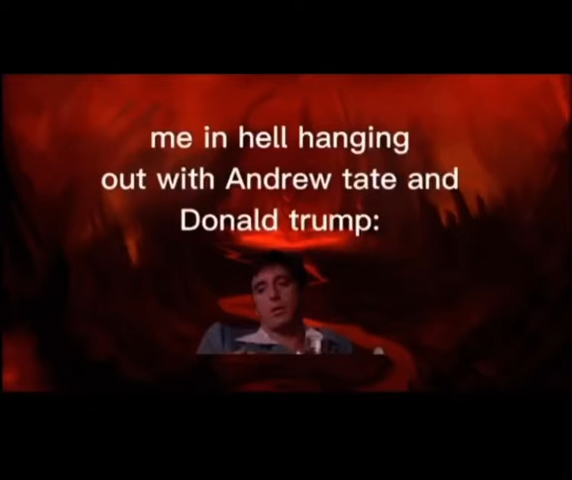 me in hell hanging
out with Andrew tate and
Donald trump: